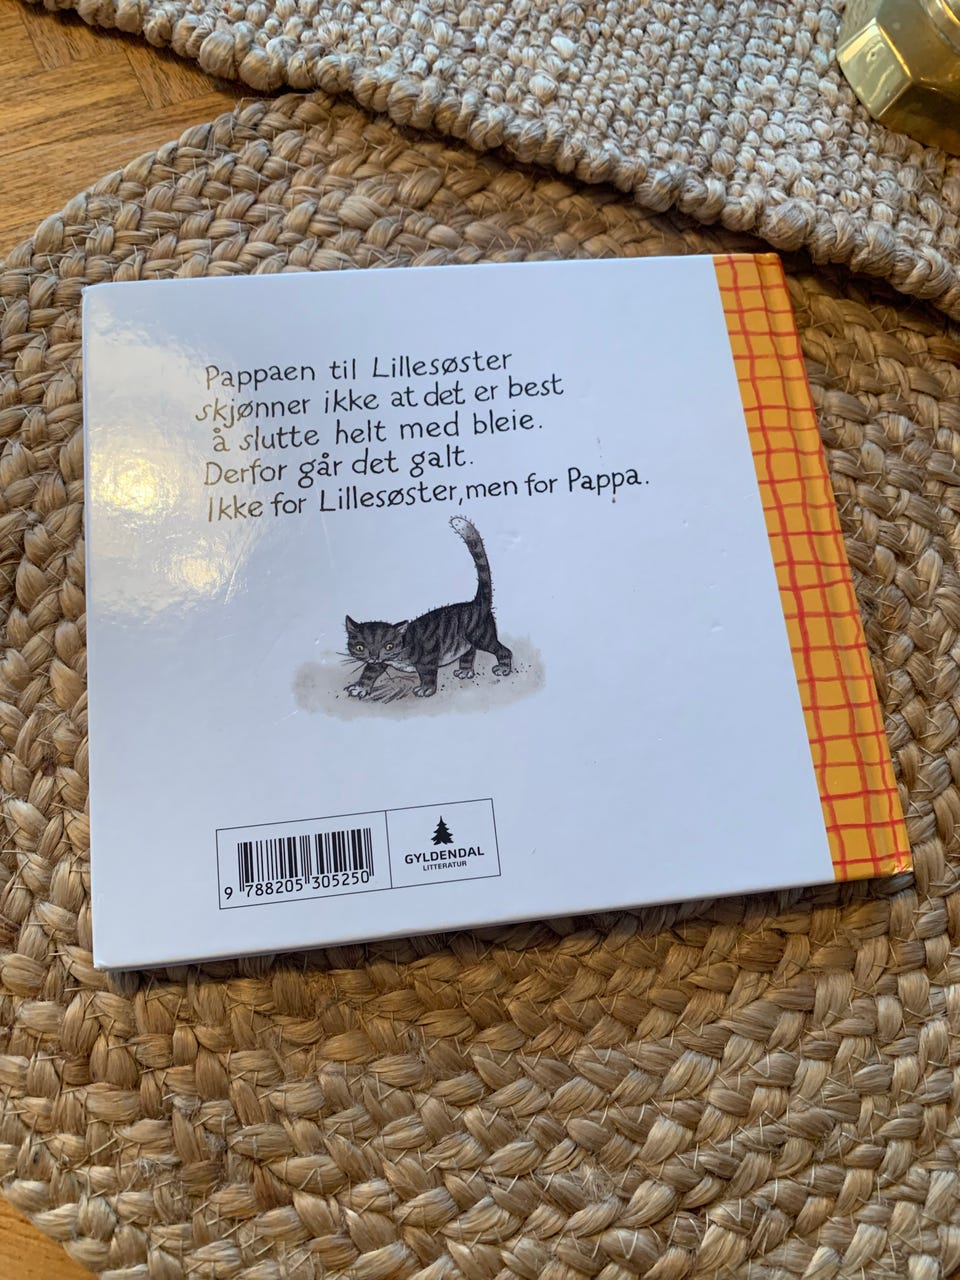 Pappaen til Lillesøster
skjønner ikke at det er best
å slutte helt med bleie.
Derfor går det galt.
Ikke for Lillesøster, men for Pappa.
9 788205 305250
GYLDENDAL
LITTERATUR